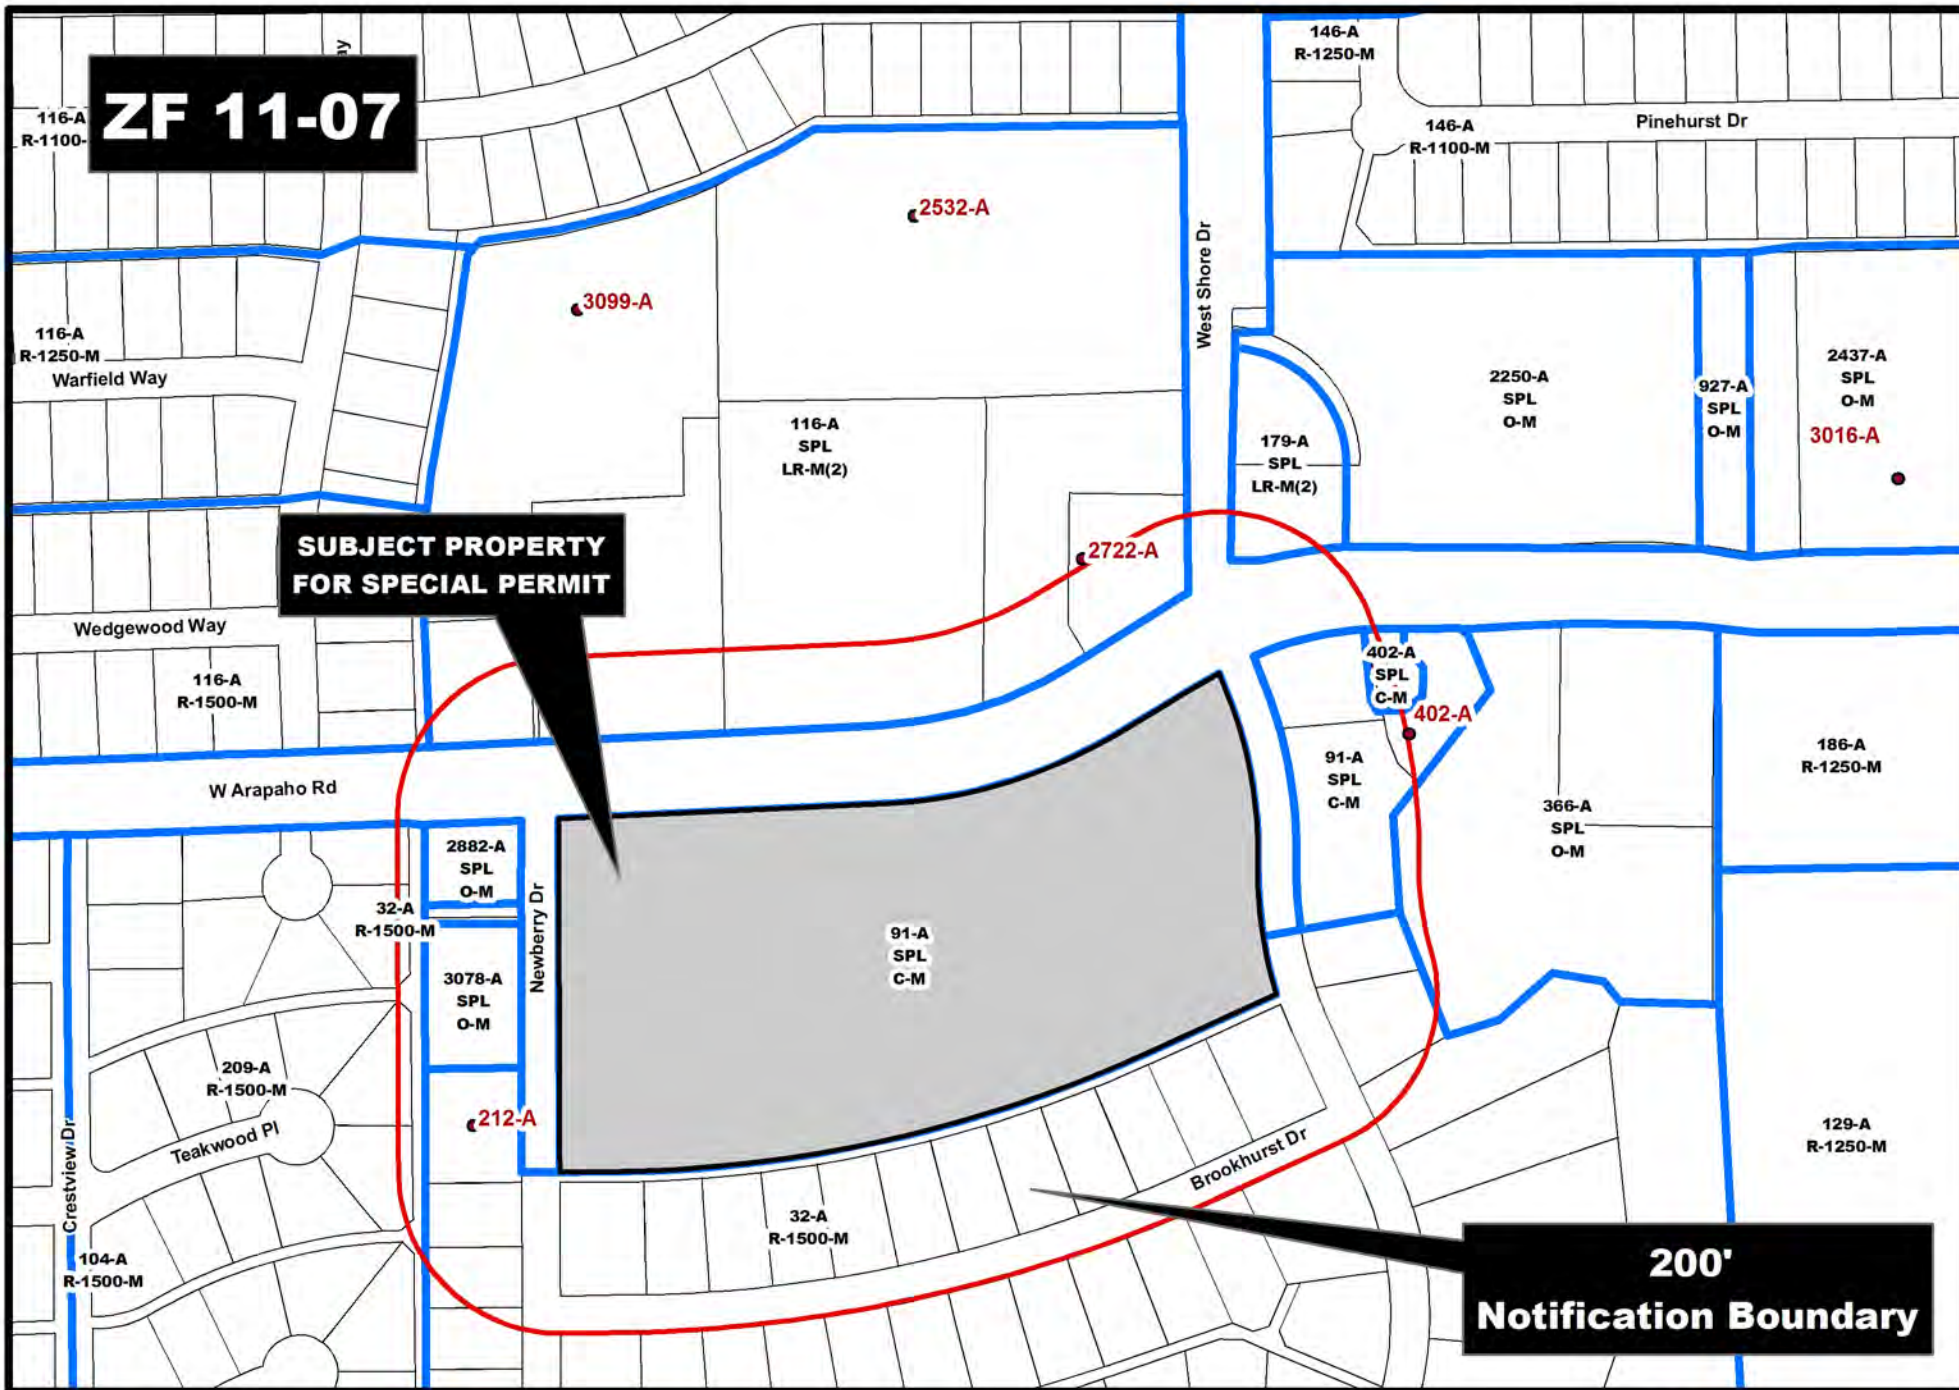 ZF 11-07
ay
116-A
R-1100-
146-A
R-1250-M
Pinehurst Dr
146-A
R-1100-M
2532-A
3099-A
West Shore Dr
116-A
R-1250-M
Warfield Way
116-A
SPL
LR-M(2)
179-A
SPL
LR-M(2)
2250-A
SPL
O-M
927-A
SPL
O-M
2437-A
SPL
O-M
3016-A
SUBJECT PROPERTY
FOR SPECIAL PERMIT
2722-A
Wedgewood Way
116-A
R-1500-M
402-A
SPL
C-M
402-A
W Arapaho Rd
91-A
SPL
C-M
186-A
R-1250-M
366-A
SPL
O-M
2882-A
SPL
O-M
32-A
R-1500-M
Newberry Dr
91-A
SPL
C-M
3078-A
SPL
O-M
209-A
R-1500-M
Teakwood Pl
212-A
Crestview Dr
Brookhurst Dr
129-A
R-1250-M
32-A
R-1500-M
104-A
R-1500-M
200'
Notification Boundary